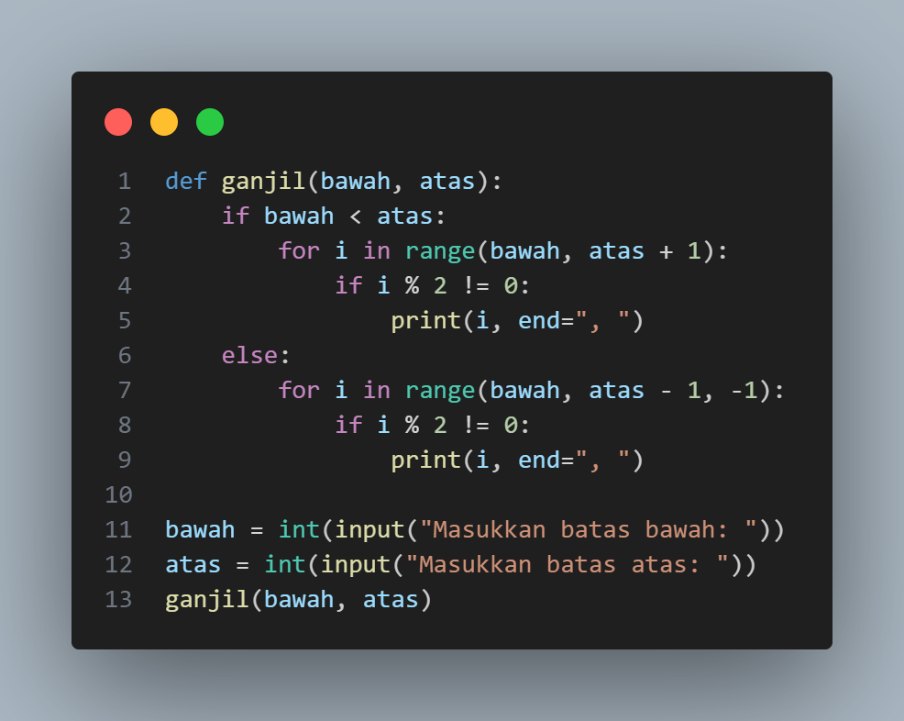 1 def ganjil(bawah, atas):
2     if bawah < atas:
3         for i in range(bawah, atas + 1):
4             if i % 2 != 0:
5                 print(i, end=", ")
6     else:
7         for i in range(bawah, atas - 1, -1):
8             if i % 2 != 0:
9                 print(i, end=", ")
10
11 bawah = int(input("Masukkan batas bawah: "))
12 atas = int(input("Masukkan batas atas: "))
13 ganjil(bawah, atas)